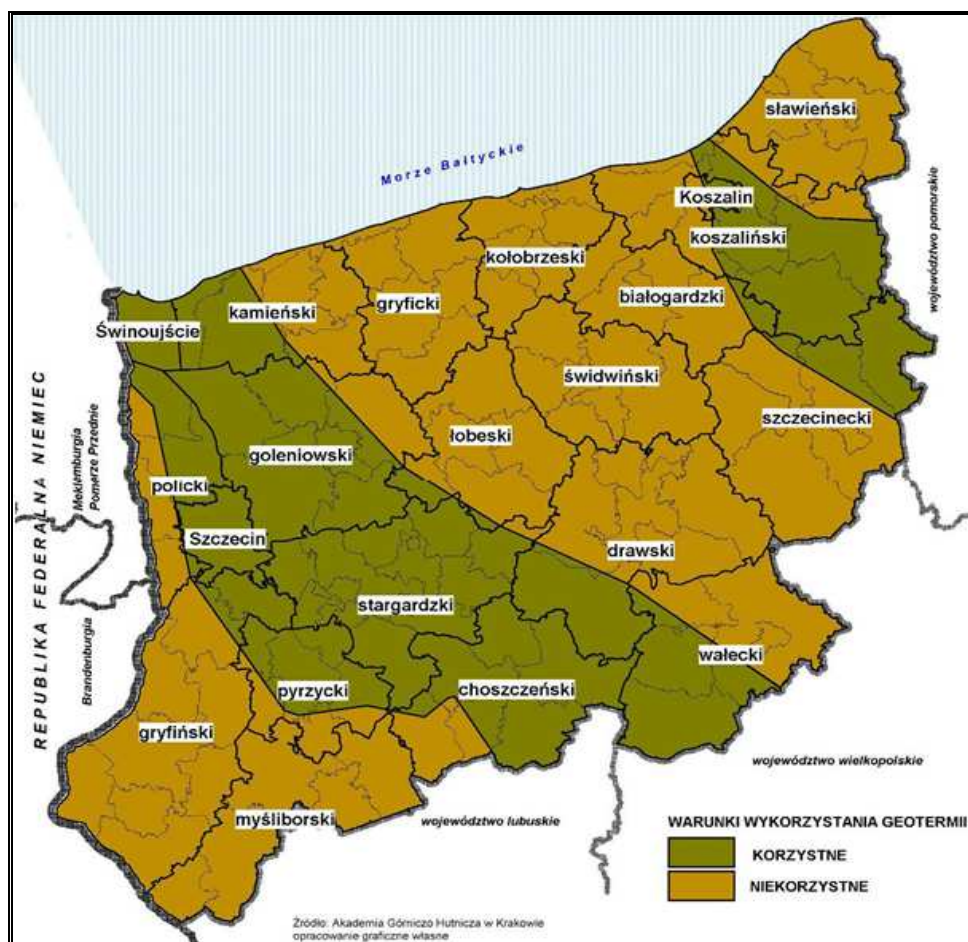 Morze Bałtyckie
sławieński
Koszalin
koszaliński
województwo pomorskie
kołobrzeski
białogardzki
kamieński
gryficki
Świnoujście
świdwiński
szczecinecki
łobeski
goleniowski
REPUBLIKA FEDERALNA NIEMIEC
Meklemburgia
Pomorze Przednie
policki
Szczecin
drawski
stargardzki
Brandenburgia
wałecki
pyrzycki
choszczeński
gryfiński
województwo wielkopolskie
myśliborski
województwo lubuskie
WARUNKI WYKORZYSTANIA GEOTERMII
KORZYSTNE
NIEKORZYSTNE
Źródło: Akademia Górniczo Hutnicza w Krakowie
opracowanie graficzne własne